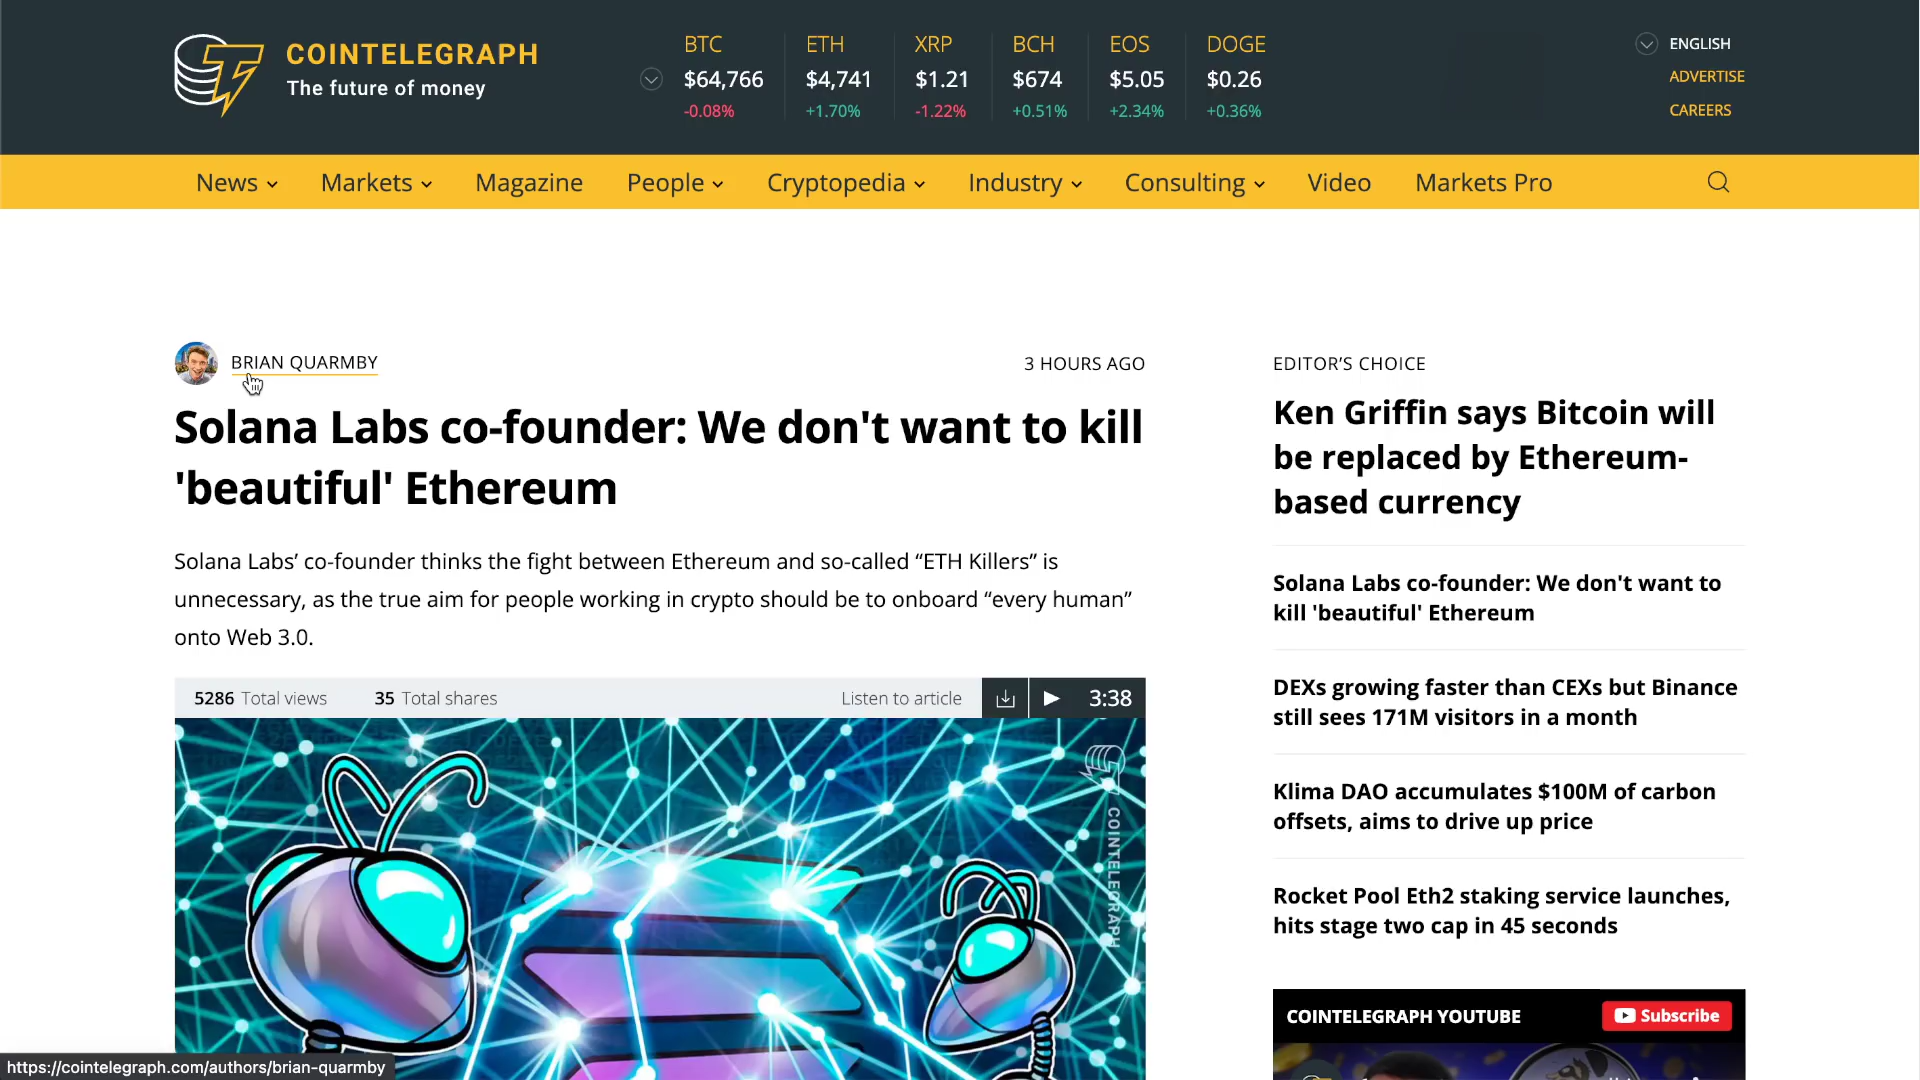 COINTELEGRAPH
The future of money
BTC
$64,766
-0.08%
ETH
$4,741
+1.70%
XRP
$1.21
-1.22%
BCH
$674
+0.51%
EOS
$5.05
+2.34%
DOGE
$0.26
+0.36%
ENGLISH
ADVERTISE
CAREERS
News Markets Magazine People Cryptopedia Industry Consulting Video Markets Pro
BRIAN QUARMBY
3 HOURS AGO
Solana Labs co-founder: We don't want to kill
'beautiful' Ethereum
Solana Labs’ co-founder thinks the fight between Ethereum and so-called “ETH Killers” is
unnecessary, as the true aim for people working in crypto should be to onboard “every human”
onto Web 3.0.
5286 Total views 35 Total shares Listen to article 3:38
COINTELEGRAPH
EDITOR’S CHOICE
Ken Griffin says Bitcoin will
be replaced by Ethereum-
based currency
Solana Labs co-founder: We don't want to
kill 'beautiful' Ethereum
DEXs growing faster than CEXs but Binance
still sees 171M visitors in a month
Klima DAO accumulates $100M of carbon
offsets, aims to drive up price
Rocket Pool Eth2 staking service launches,
hits stage two cap in 45 seconds
COINTELEGRAPH YOUTUBE
Subscribe
https://cointelegraph.com/authors/brian-quarmby